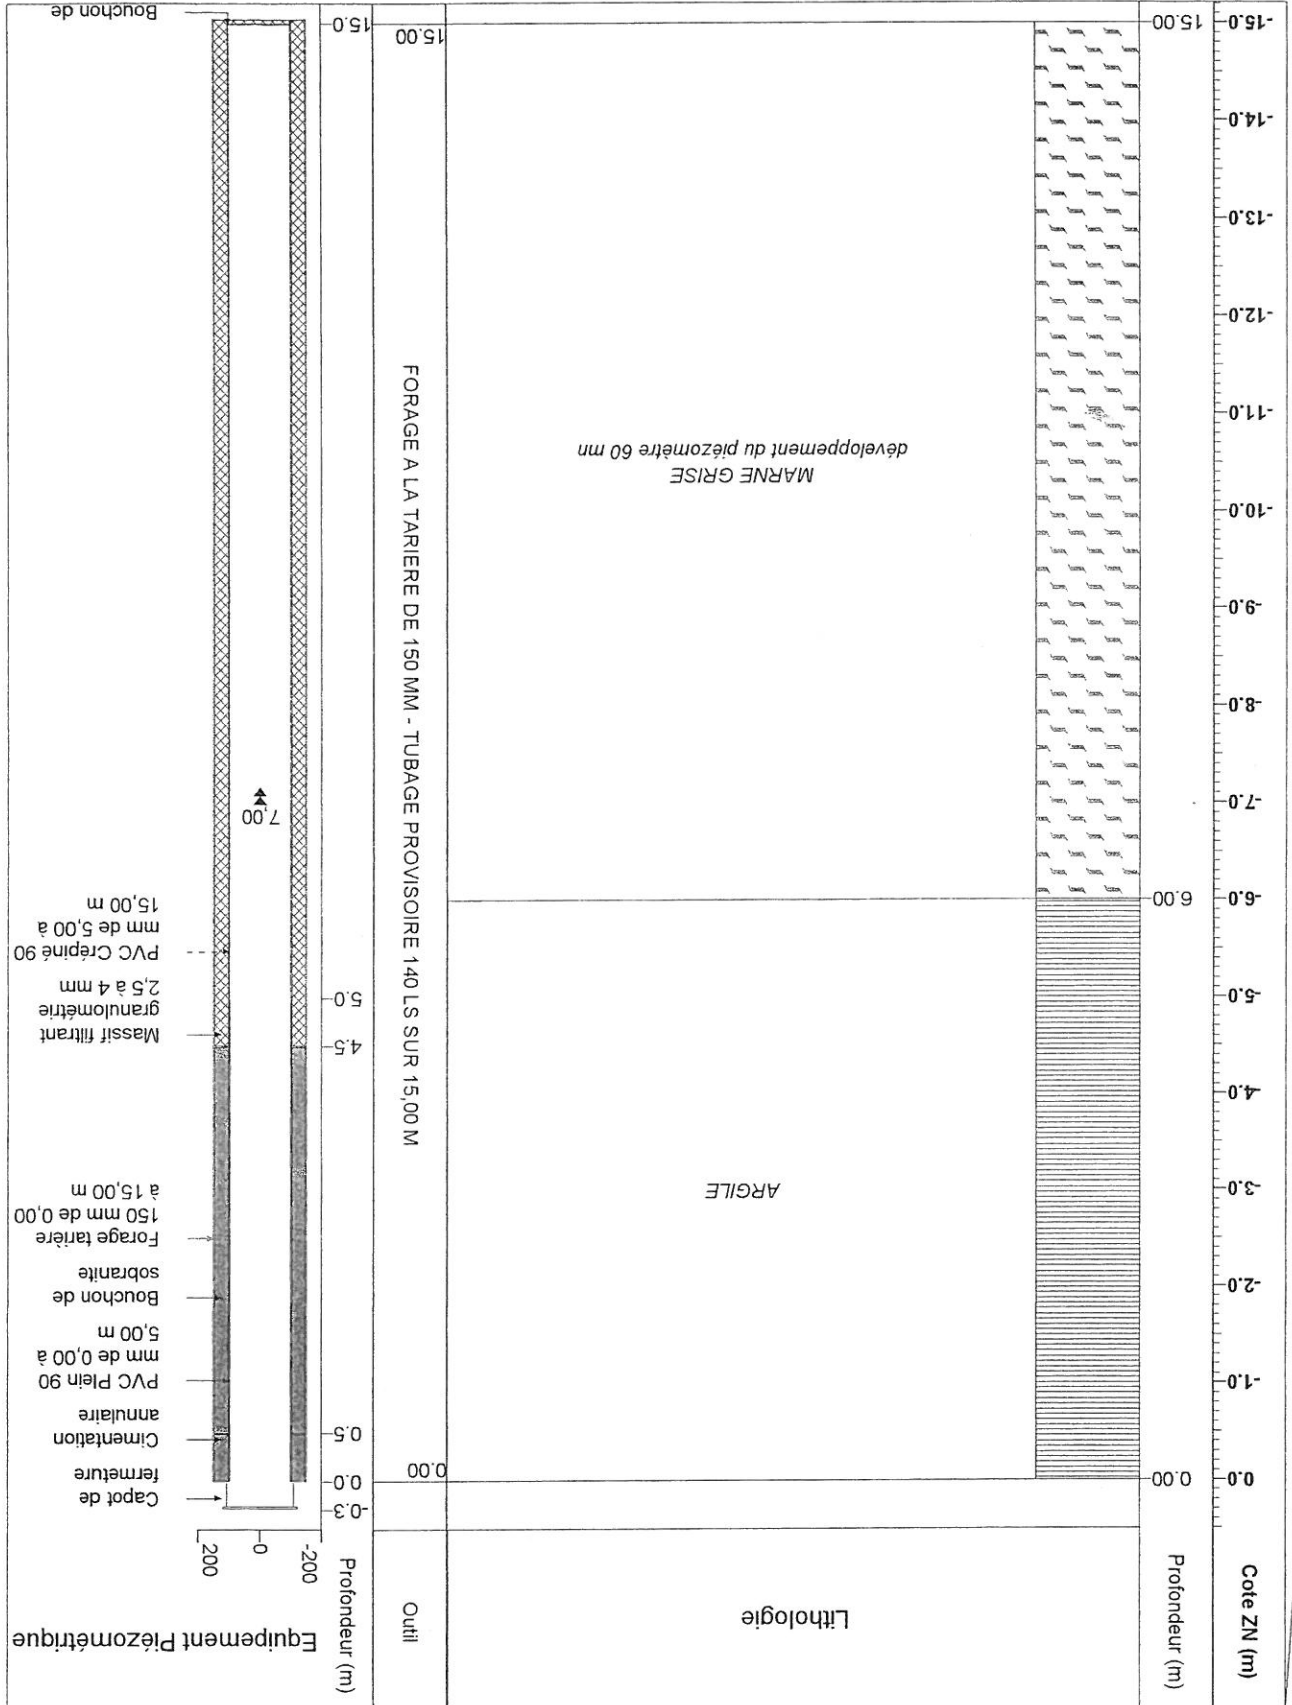 Cote ZN (m)
Profondeur (m)
Lithologie
Outil
Profondeur (m)
Equipement Piézométrique
-200
0
200
0.0
-1.0
-2.0
-3.0
-4.0
-5.0
-6.0
-7.0
-8.0
-9.0
-10.0
-11.0
-12.0
-13.0
-14.0
-15.0
0.00
6.00
15.00
ARGILE
MARNE GRISE
développement du piézomètre 60 mn
0.00
FORAGE A LA TARIERE DE 150 MM - TUBAGE PROVISOIRE 140 LS SUR 15,00 M
15.00
-0.3
0.0
0.5
4.5
5.0
15.0
7,00
Capot de
fermeture
Cimentation
annulaire
PVC Plein 90
mm de 0,00 à
5,00 m
Bouchon de
sobranite
Forage tarière
150 mm de 0,00
à 15,00 m
Massif filtrant
granulométrie
2,5 à 4 mm
PVC Crépiné 90
mm de 5,00 à
15,00 m
Bouchon de